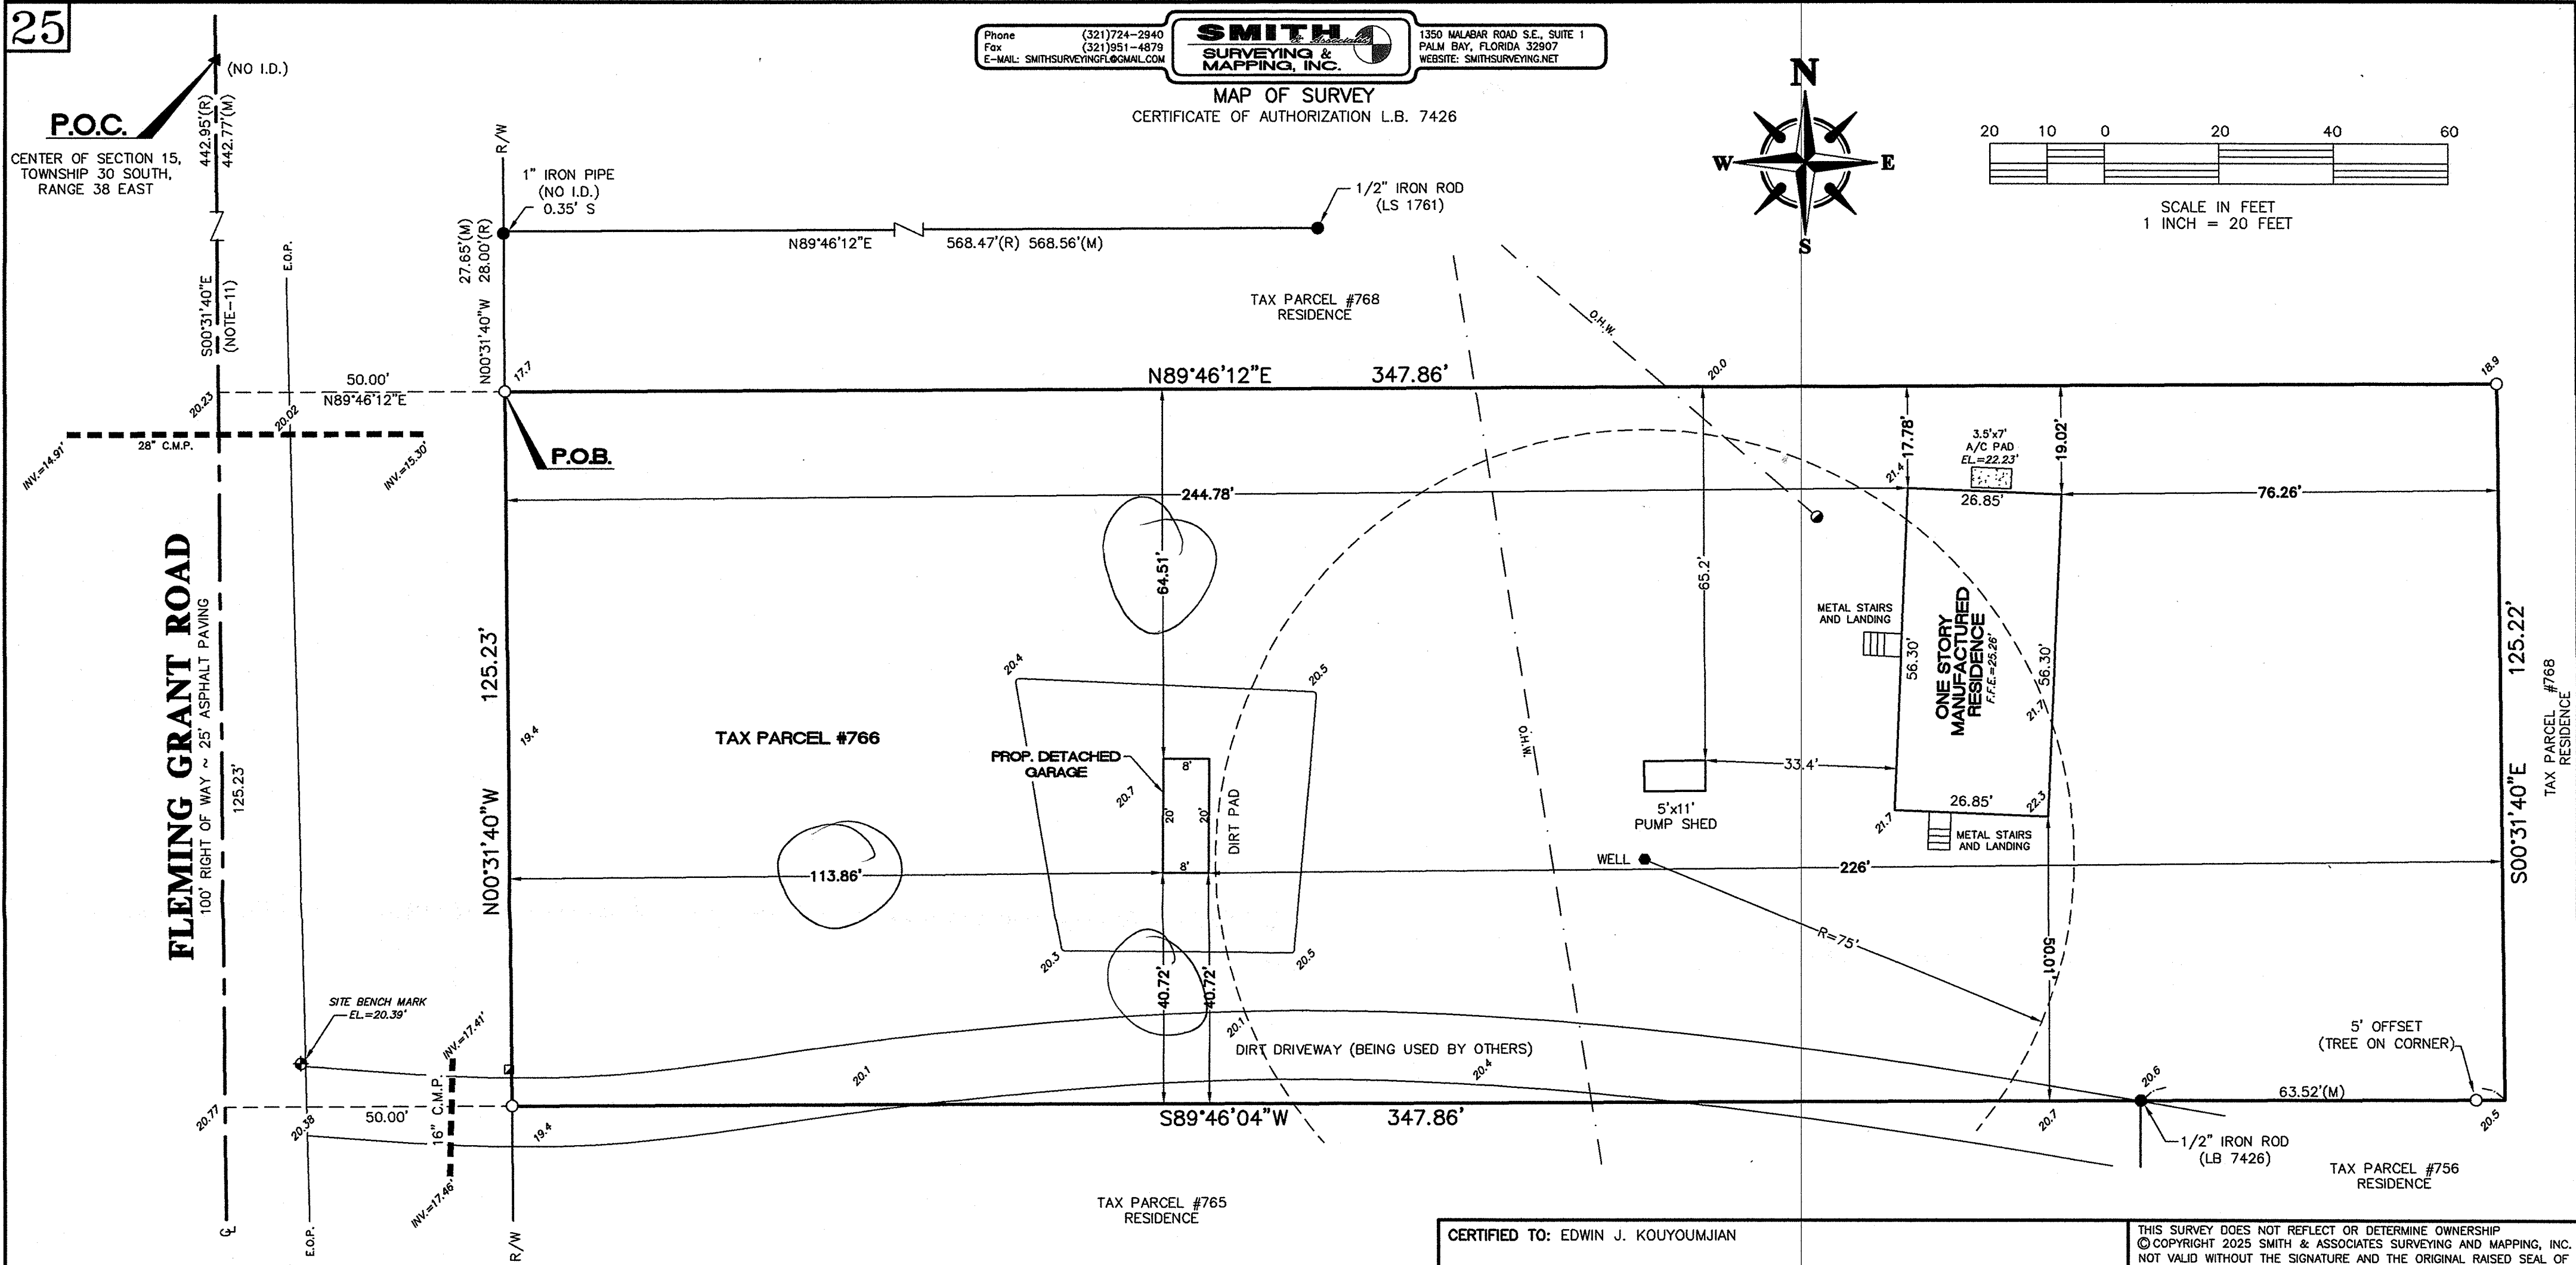 25
Phone (321)724-2940
Fax (321)951-4879
E-MAIL: SMITHSURVEYINGFL@GMAIL.COM
SMITH
& Associates
SURVEYING &
MAPPING, INC.
1350 MALABAR ROAD S.E., SUITE 1
PALM BAY, FLORIDA 32907
WEBSITE: SMITHSURVEYING.NET
MAP OF SURVEY
CERTIFICATE OF AUTHORIZATION L.B. 7426
N
W
E
S
20 10 0 20 40 60
SCALE IN FEET
1 INCH = 20 FEET
(NO I.D.)
P.O.C.
CENTER OF SECTION 15,
TOWNSHIP 30 SOUTH,
RANGE 38 EAST
442.95'(R)
442.77'(M)
S00°31'40"E
(NOTE-11)
E.O.P.
R/W
1" IRON PIPE
(NO I.D.)
0.35' S
27.65'(M)
28.00'(R)
N00°31'40"W
N89°46'12"E
568.47'(R) 568.56'(M)
1/2" IRON ROD
(LS 1761)
TAX PARCEL #768
RESIDENCE
O.H.W.
50.00'
N89°46'12"E
20.23
20.02
17.7
28" C.M.P.
INV.=14.91'
INV.=15.30'
P.O.B.
N89°46'12"E 347.86'
20.0
18.9
244.78'
17.78'
19.02'
3.5'x7'
A/C PAD
EL.=22.23'
21.4
26.85'
76.26'
64.51'
65.2'
METAL STAIRS
AND LANDING
ONE STORY
MANUFACTURED
RESIDENCE
F.F.E.=25.26'
56.30'
56.30'
21.7
FLEMING GRANT ROAD
100' RIGHT OF WAY ~ 25' ASPHALT PAVING
125.23'
125.23'
N00°31'40"W
19.4
TAX PARCEL #766
20.4
20.5
PROP. DETACHED
GARAGE
20.7
8'
20'
20'
8'
DIRT PAD
O.H.W.
5'x11'
PUMP SHED
33.4'
26.85'
22.3
21.7
METAL STAIRS
AND LANDING
125.22'
S00°31'40"E
TAX PARCEL #768
RESIDENCE
WELL
113.86'
226'
R=75'
20.3
20.5
40.72'
40.72'
50.01'
20.1
SITE BENCH MARK
EL.=20.39'
INV.=17.41'
16" C.M.P.
INV.=17.46'
DIRT DRIVEWAY (BEING USED BY OTHERS)
20.1
20.4
5' OFFSET
(TREE ON CORNER)
20.6
63.52'(M)
20.77
20.38
50.00'
19.4
S89°46'04"W 347.86'
20.7
20.5
1/2" IRON ROD
(LB 7426)
TAX PARCEL #756
RESIDENCE
TAX PARCEL #765
RESIDENCE
CL
E.O.P.
R/W
CERTIFIED TO: EDWIN J. KOUYOUMJIAN
THIS SURVEY DOES NOT REFLECT OR DETERMINE OWNERSHIP
© COPYRIGHT 2025 SMITH & ASSOCIATES SURVEYING AND MAPPING, INC.
NOT VALID WITHOUT THE SIGNATURE AND THE ORIGINAL RAISED SEAL OF